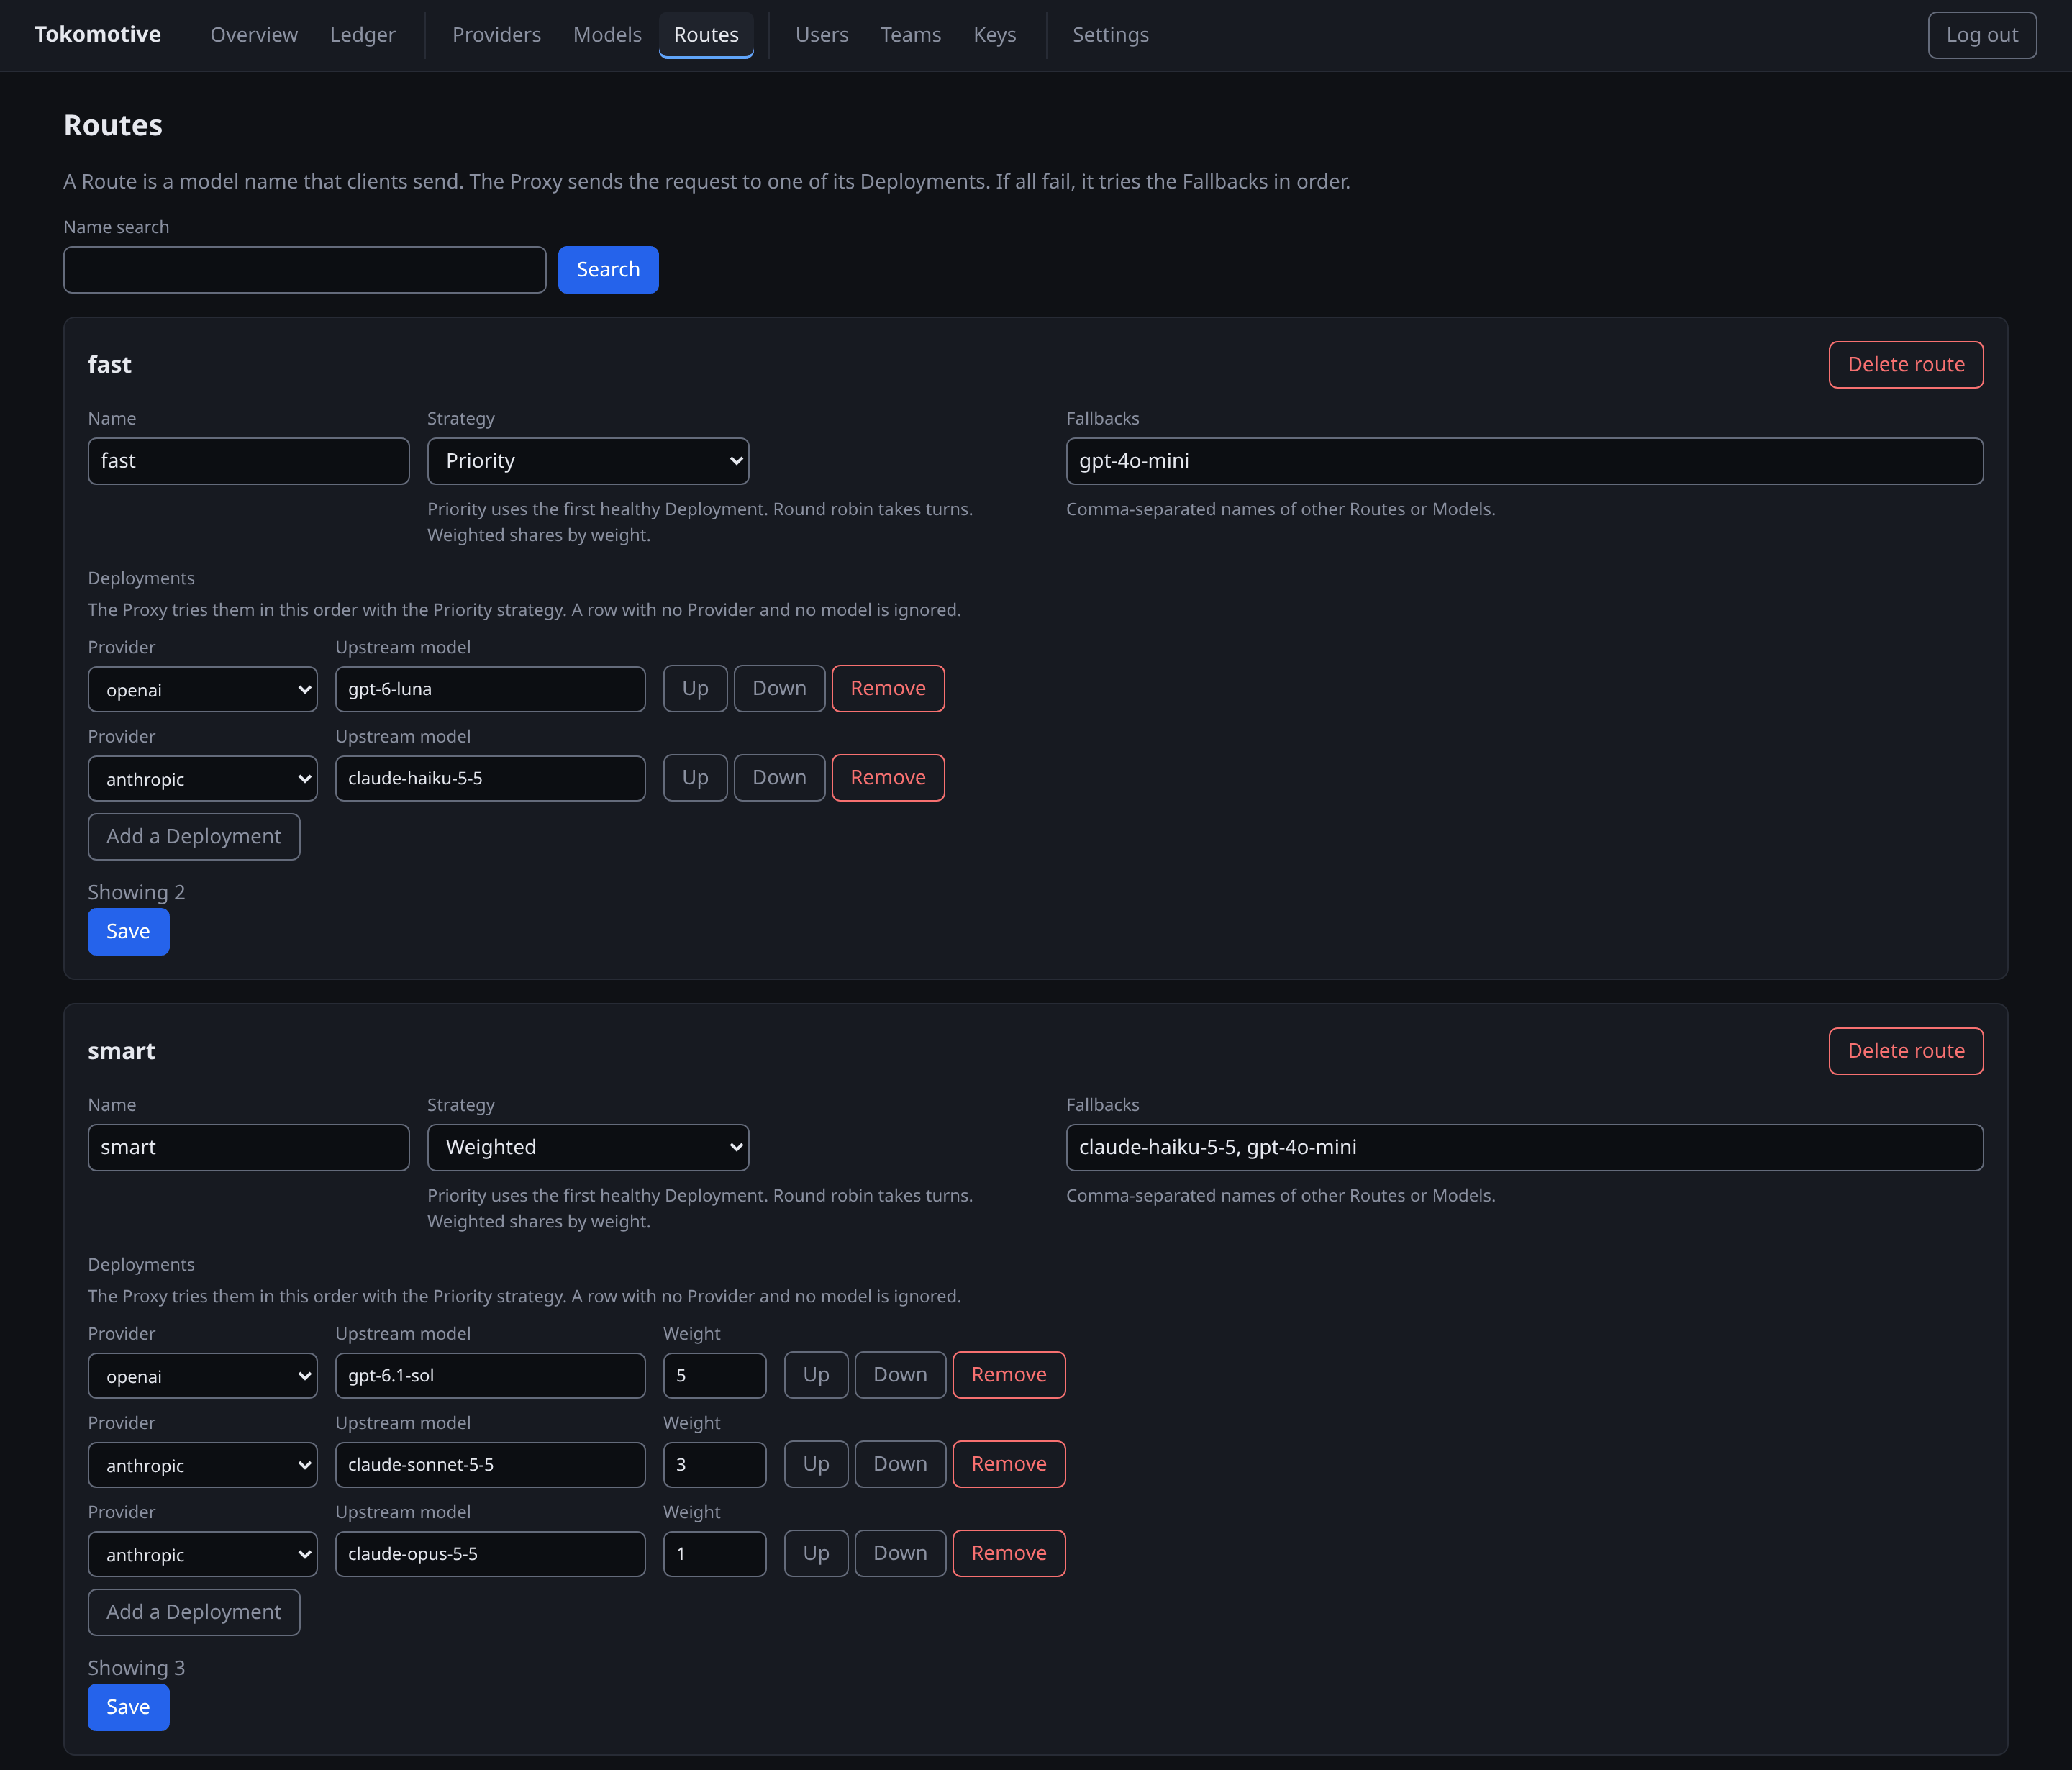 Tokomotive Overview Ledger Providers Models Routes Users Teams Keys Settings Log out
Routes
A Route is a model name that clients send. The Proxy sends the request to one of its Deployments. If all fail, it tries the Fallbacks in order.
Name search
Search
fast Delete route
Name Strategy Fallbacks
fast Priority gpt-4o-mini
Priority uses the first healthy Deployment. Round robin takes turns. Comma-separated names of other Routes or Models.
Weighted shares by weight.
Deployments
The Proxy tries them in this order with the Priority strategy. A row with no Provider and no model is ignored.
Provider Upstream model
openai gpt-6-luna Up Down Remove
Provider Upstream model
anthropic claude-haiku-5-5 Up Down Remove
Add a Deployment
Showing 2
Save
smart Delete route
Name Strategy Fallbacks
smart Weighted claude-haiku-5-5, gpt-4o-mini
Priority uses the first healthy Deployment. Round robin takes turns. Comma-separated names of other Routes or Models.
Weighted shares by weight.
Deployments
The Proxy tries them in this order with the Priority strategy. A row with no Provider and no model is ignored.
Provider Upstream model Weight
openai gpt-6.1-sol 5 Up Down Remove
Provider Upstream model Weight
anthropic claude-sonnet-5-5 3 Up Down Remove
Provider Upstream model Weight
anthropic claude-opus-5-5 1 Up Down Remove
Add a Deployment
Showing 3
Save